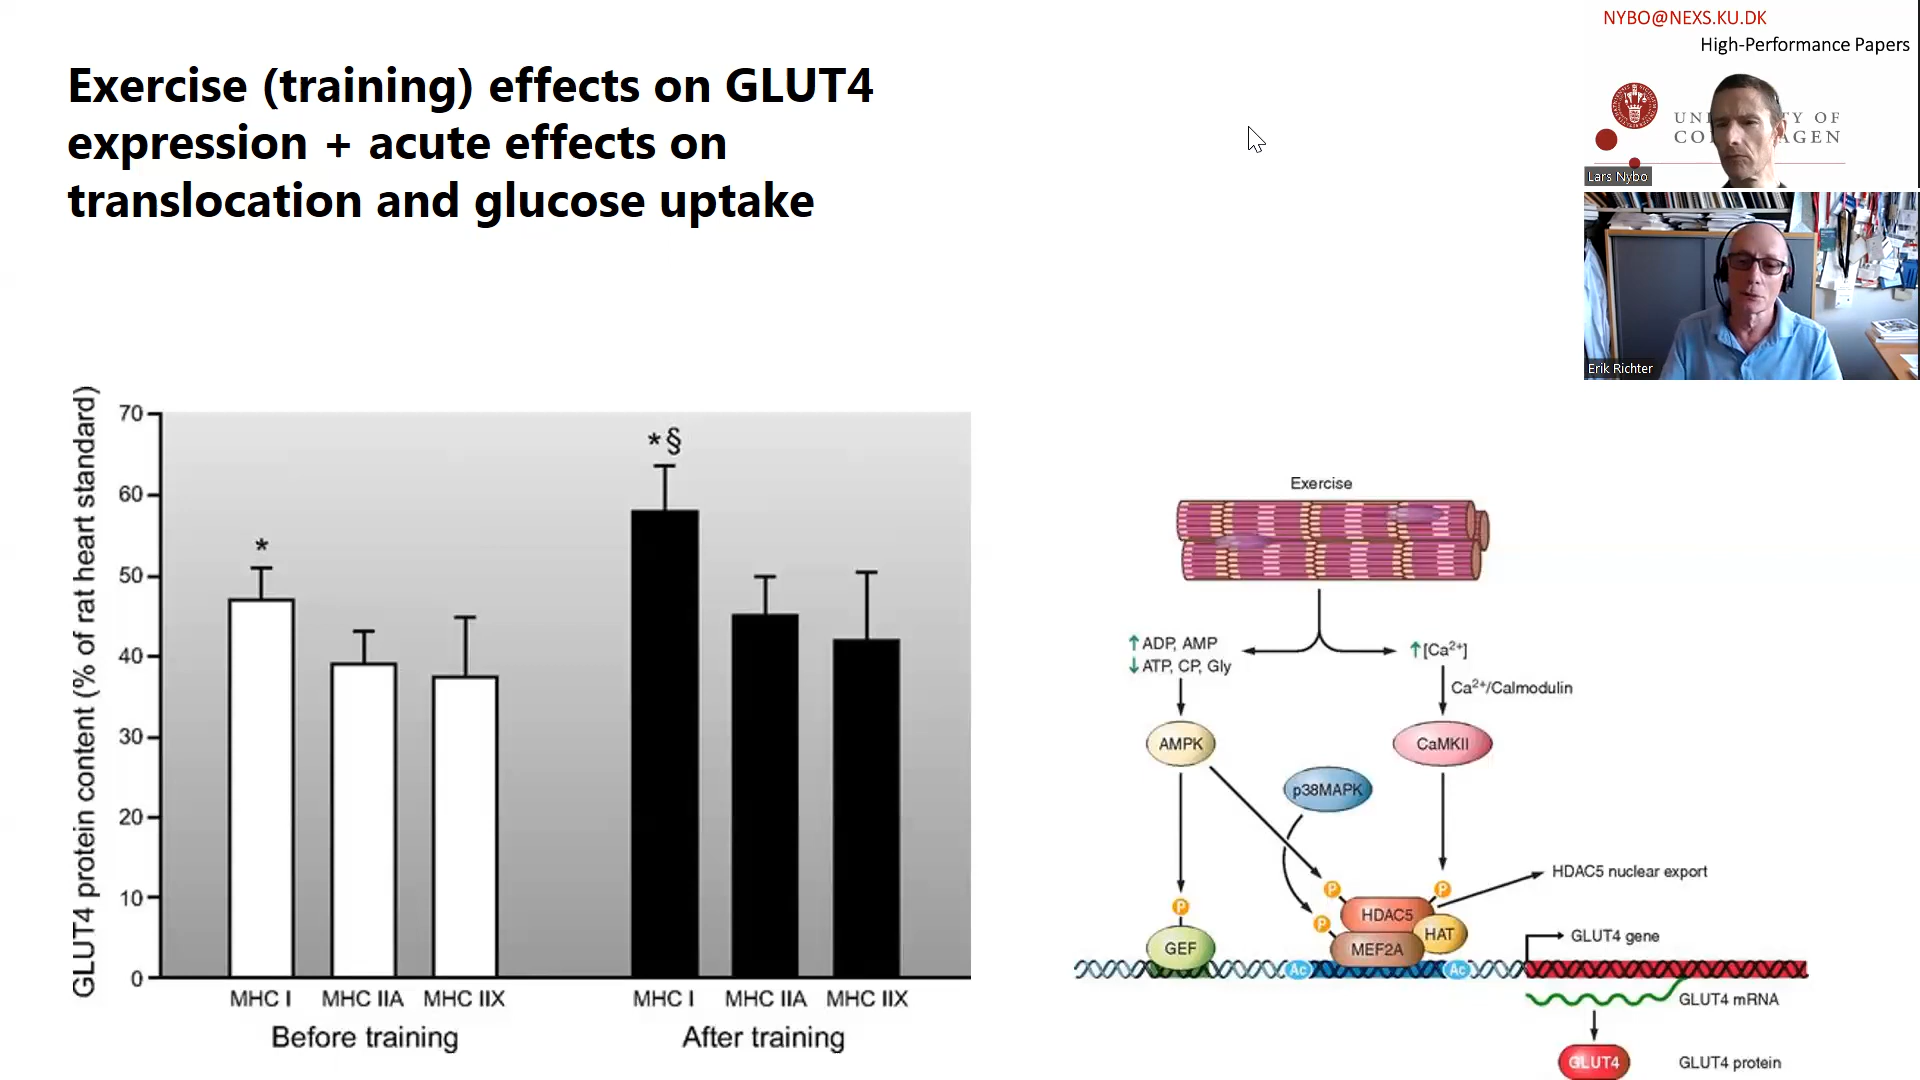 NYBO@NEXS.KU.DK
High-Performance Papers
Lars Nybo
Erik Richter
Exercise (training) effects on GLUT4
expression + acute effects on
translocation and glucose uptake
GLUT4 protein content (% of rat heart standard)
70
60
50
40
30
20
10
0
*
*§
MHC I
MHC IIA
MHC IIX
MHC I
MHC IIA
MHC IIX
Before training
After training
Exercise
↑ADP, AMP
↓ATP, CP, Gly
↑[Ca²⁺]
Ca²⁺/Calmodulin
AMPK
CaMKII
p38MAPK
HDAC5 nuclear export
P
P
P
P
HDAC5
HAT
GEF
MEF2A
GLUT4 gene
Ac
Ac
GLUT4 mRNA
GLUT4
GLUT4 protein